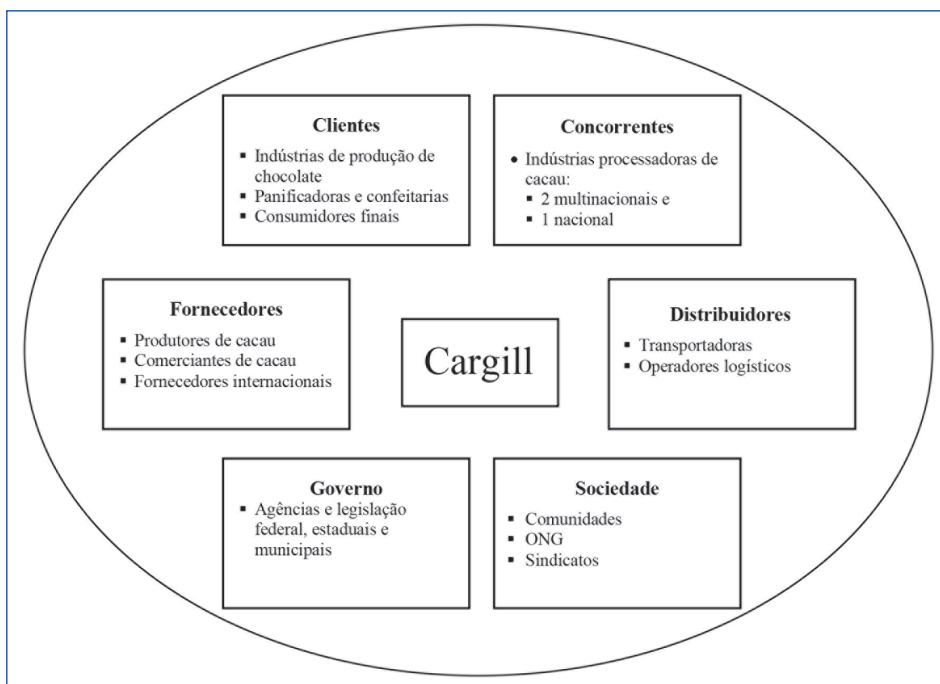 Clientes
▪ Indústrias de produção de
chocolate
▪ Panificadoras e confeitarias
▪ Consumidores finais
Concorrentes
• Indústrias processadoras de
cacau:
▪ 2 multinacionais e
▪ 1 nacional
Fornecedores
▪ Produtores de cacau
▪ Comerciantes de cacau
▪ Fornecedores internacionais
Cargill
Distribuidores
▪ Transportadoras
▪ Operadores logísticos
Governo
▪ Agências e legislação
federal, estaduais e
municipais
Sociedade
▪ Comunidades
▪ ONG
▪ Sindicatos